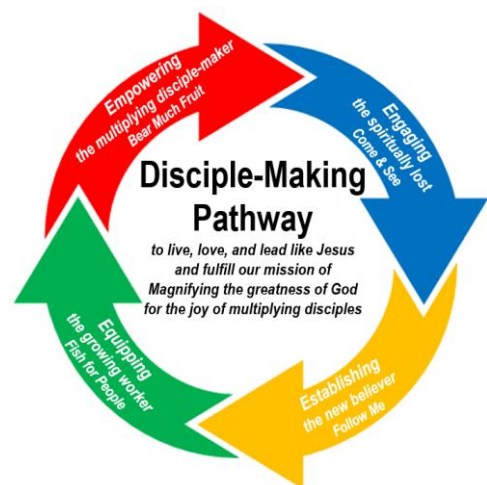 Disciple-Making
Pathway
to live, love, and lead like Jesus
and fulfill our mission of
Magnifying the greatness of God
for the joy of multiplying disciples
Engaging
the spiritually lost
Come & See
Establishing
the new believer
Follow Me
Equipping
the growing worker
Fish for People
Empowering
the multiplying disciple-maker
Bear Much Fruit